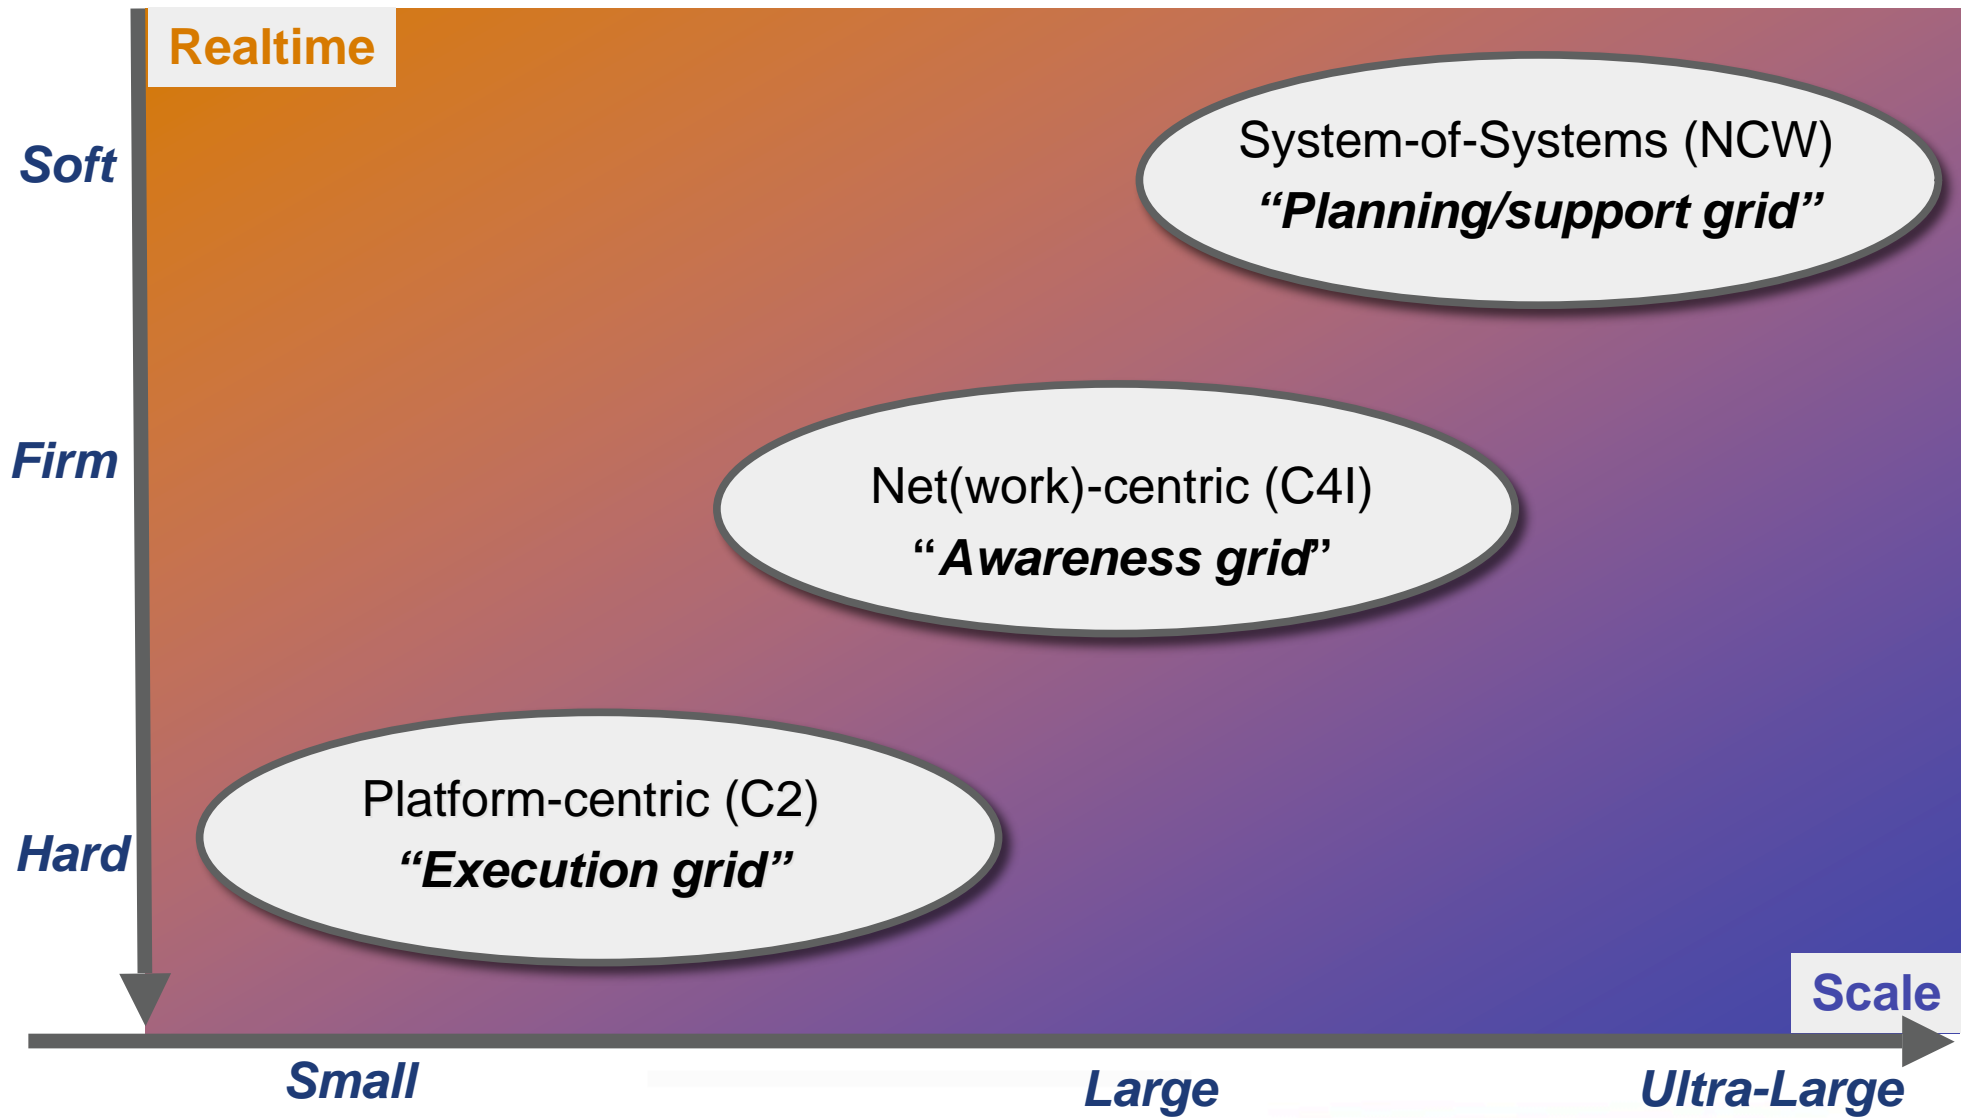 Realtime
Soft
System-of-Systems (NCW)
“Planning/support grid”
Firm
Net(work)-centric (C4I)
“Awareness grid”
Platform-centric (C2)
Hard
“Execution grid”
Scale
Small
Large
Ultra-Large